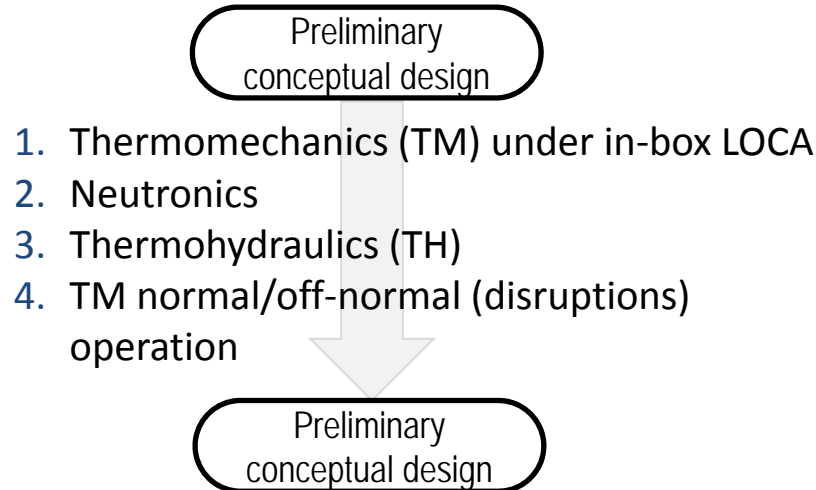 Preliminary
conceptual design
1. Thermomechanics (TM) under in-box LOCA
2. Neutronics
3. Thermohydraulics (TH)
4. TM normal/off-normal (disruptions)
operation
Preliminary
conceptual design